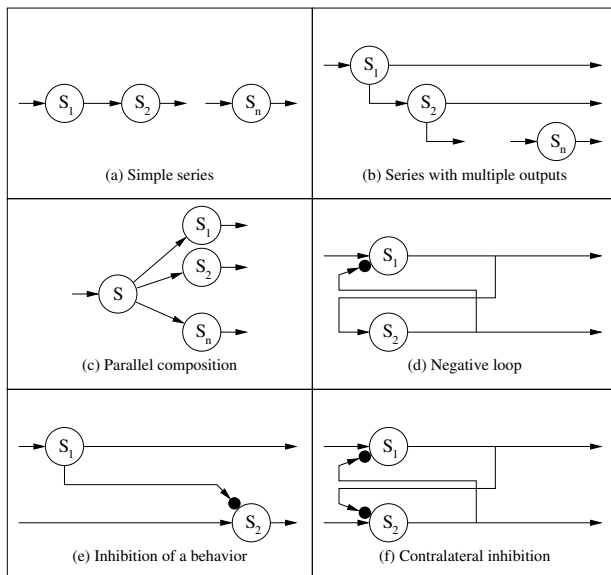 S1 S2 Sn
(a) Simple series
S1
S2
Sn
(b) Series with multiple outputs
S1
S S2
Sn
(c) Parallel composition
S1
S2
(d) Negative loop
S1
S2
(e) Inhibition of a behavior
S1
S2
(f) Contralateral inhibition